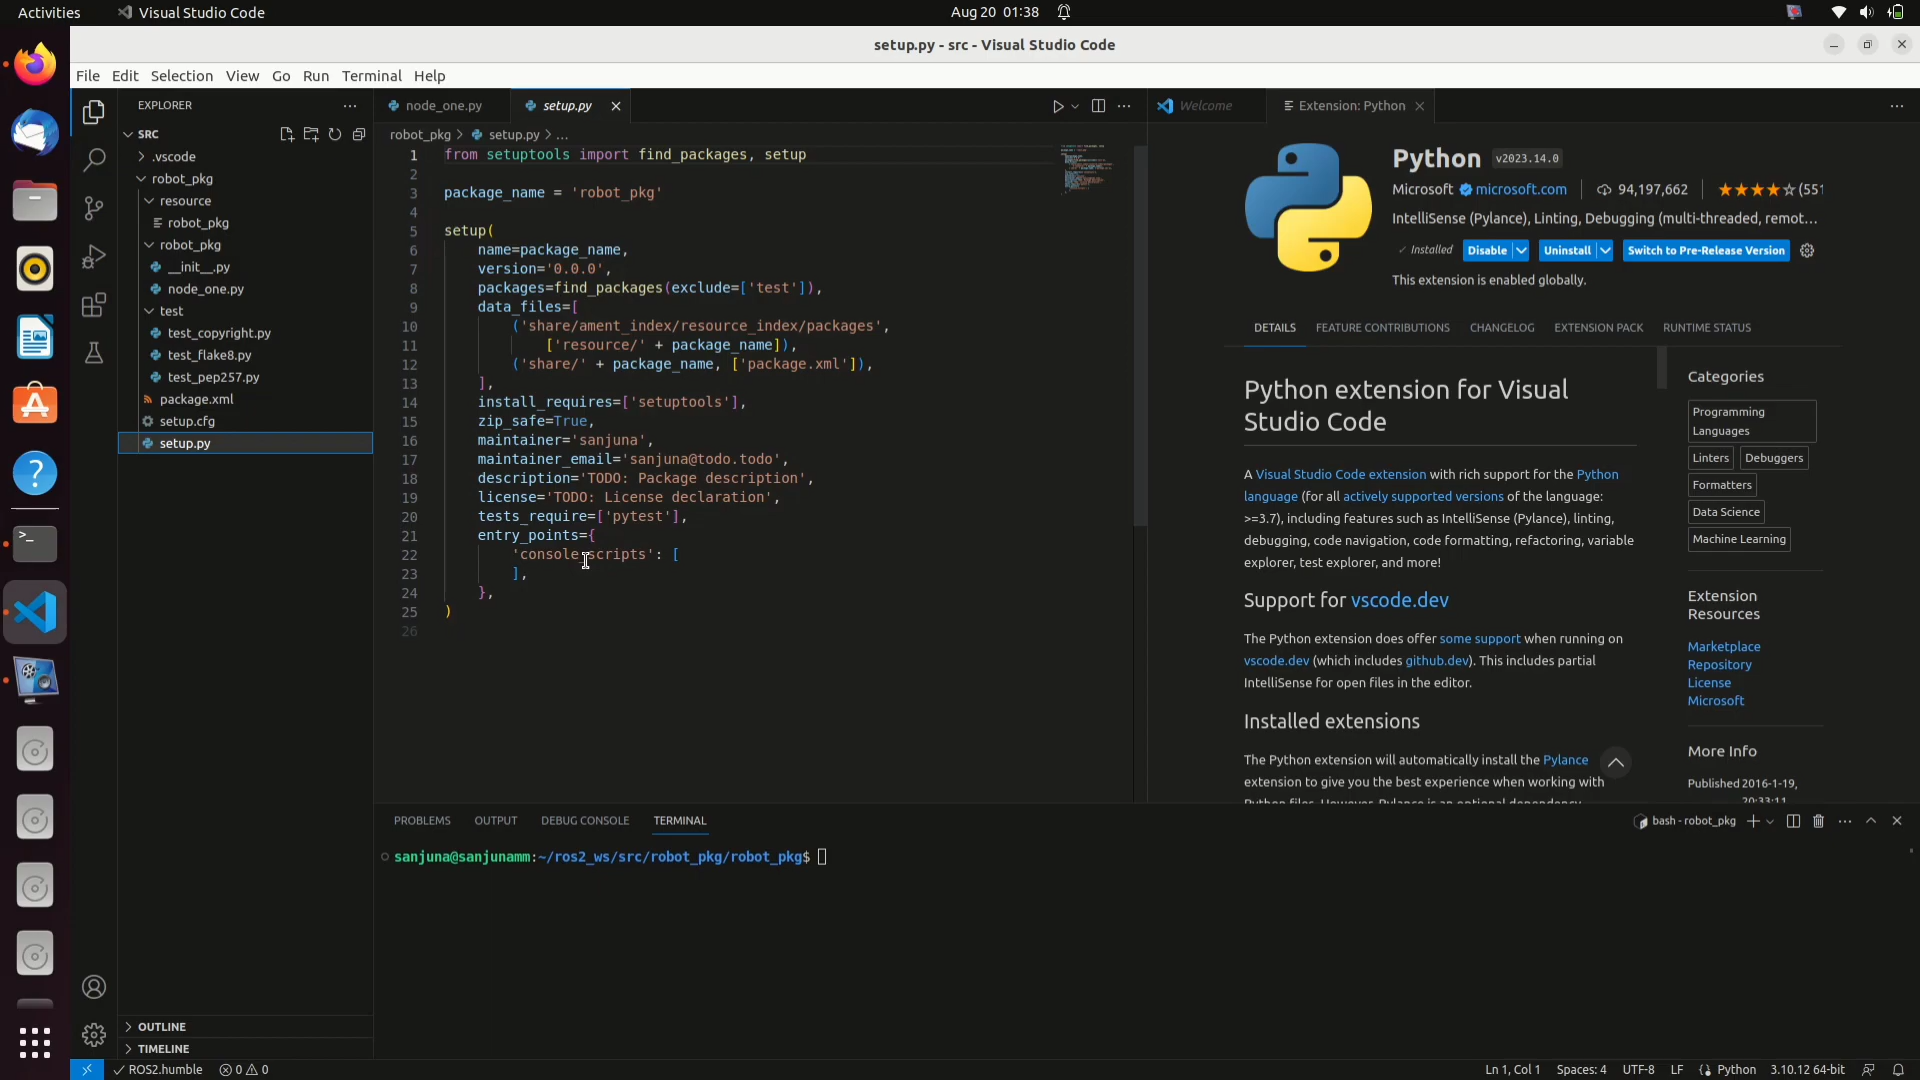 Activities
Visual Studio Code
Aug 20 01:38
setup.py - src - Visual Studio Code
File Edit Selection View Go Run Terminal Help
EXPLORER
SRC
.vscode
robot_pkg
resource
robot_pkg
robot_pkg
__init__.py
node_one.py
test
test_copyright.py
test_flake8.py
test_pep257.py
package.xml
setup.cfg
setup.py
OUTLINE
TIMELINE
node_one.py
setup.py
robot_pkg > setup.py > ...
1 from setuptools import find_packages, setup
2
3 package_name = 'robot_pkg'
4
5 setup(
6 name=package_name,
7 version='0.0.0',
8 packages=find_packages(exclude=['test']),
9 data_files=[
10 ('share/ament_index/resource_index/packages',
11 ['resource/' + package_name]),
12 ('share/' + package_name, ['package.xml']),
13 ],
14 install_requires=['setuptools'],
15 zip_safe=True,
16 maintainer='sanjuna',
17 maintainer_email='sanjuna@todo.todo',
18 description='TODO: Package description',
19 license='TODO: License declaration',
20 tests_require=['pytest'],
21 entry_points={
22 'console_scripts': [
23 ],
24 },
25 )
26
Welcome
Extension: Python
Python v2023.14.0
Microsoft microsoft.com 94,197,662 (551
IntelliSense (Pylance), Linting, Debugging (multi-threaded, remot...
Installed Disable Uninstall Switch to Pre-Release Version
This extension is enabled globally.
DETAILS FEATURE CONTRIBUTIONS CHANGELOG EXTENSION PACK RUNTIME STATUS
Python extension for Visual
Studio Code
A Visual Studio Code extension with rich support for the Python
language (for all actively supported versions of the language:
>=3.7), including features such as IntelliSense (Pylance), linting,
debugging, code navigation, code formatting, refactoring, variable
explorer, test explorer, and more!
Support for vscode.dev
The Python extension does offer some support when running on
vscode.dev (which includes github.dev). This includes partial
IntelliSense for open files in the editor.
Installed extensions
The Python extension will automatically install the Pylance
extension to give you the best experience when working with
Python files. However, Pylance is an optional dependency,
Categories
Programming
Languages
Linters
Debuggers
Formatters
Data Science
Machine Learning
Extension
Resources
Marketplace
Repository
License
Microsoft
More Info
Published 2016-1-19,
20:33:11
PROBLEMS OUTPUT DEBUG CONSOLE TERMINAL
bash - robot_pkg
sanjuna@sanjunamm:~/ros2_ws/src/robot_pkg/robot_pkg$
ROS2.humble 0 0
Ln 1, Col 1 Spaces: 4 UTF-8 LF Python 3.10.12 64-bit